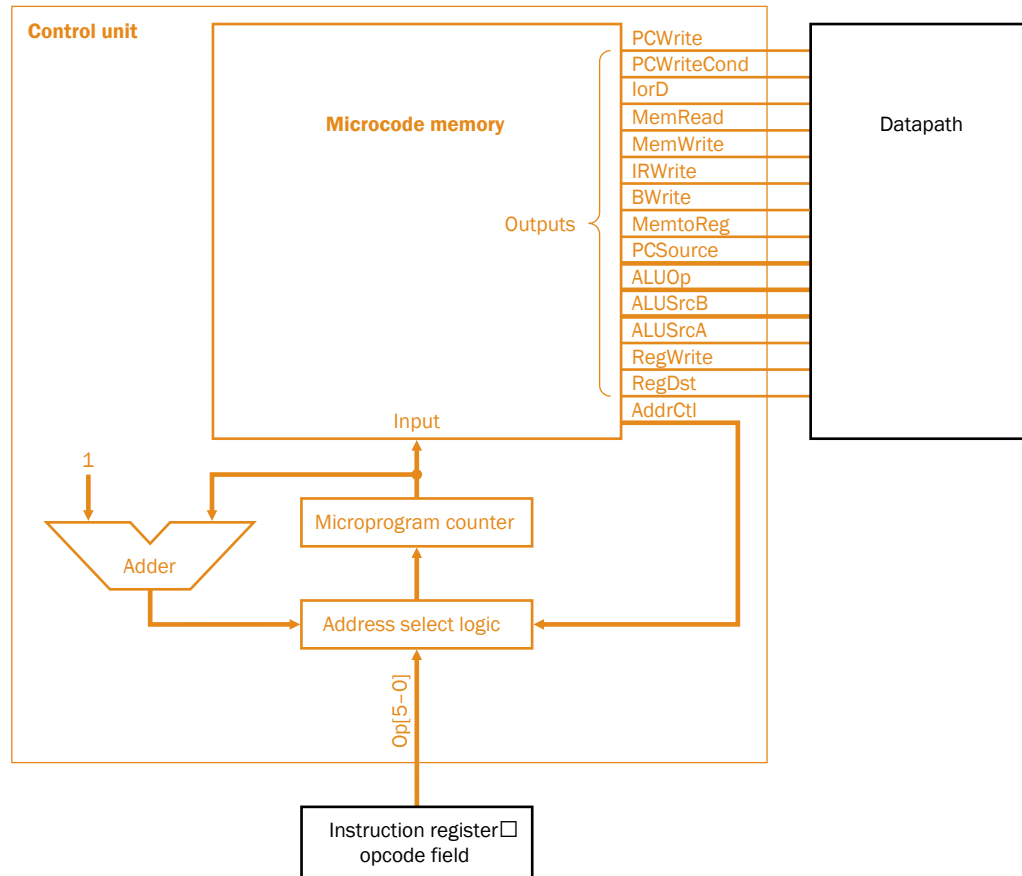 Control unit
Microcode memory
Outputs
Input
PCWrite
PCWriteCond
IorD
MemRead
MemWrite
IRWrite
BWrite
MemtoReg
PCSource
ALUOp
ALUSrcB
ALUSrcA
RegWrite
RegDst
AddrCtl
Datapath
1
Adder
Microprogram counter
Address select logic
Op[5–0]
Instruction register□
opcode field